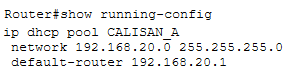 Router#show running-config
ip dhcp pool CALISAN_A
network 192.168.20.0 255.255.255.0
default-router 192.168.20.1